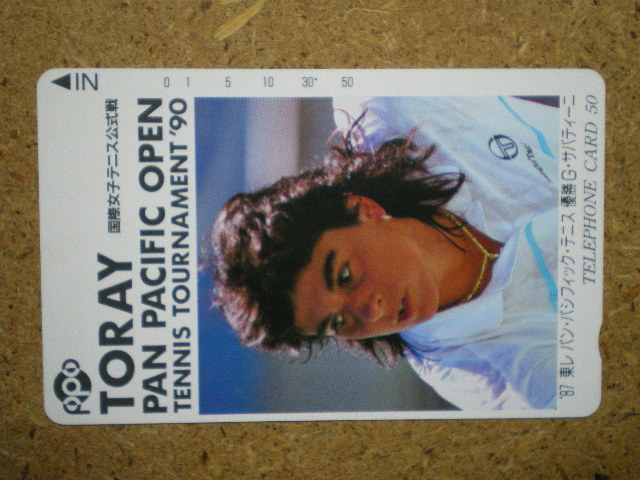 ppo
国際女子テニス公式戦
TORAY
PAN PACIFIC OPEN
TENNIS TOURNAMENT '90
'87 東レ パン・パシフィック・テニス 優勝 G・サバティーニ
TELEPHONE CARD 50
IN
0 1 5 10 30• 50